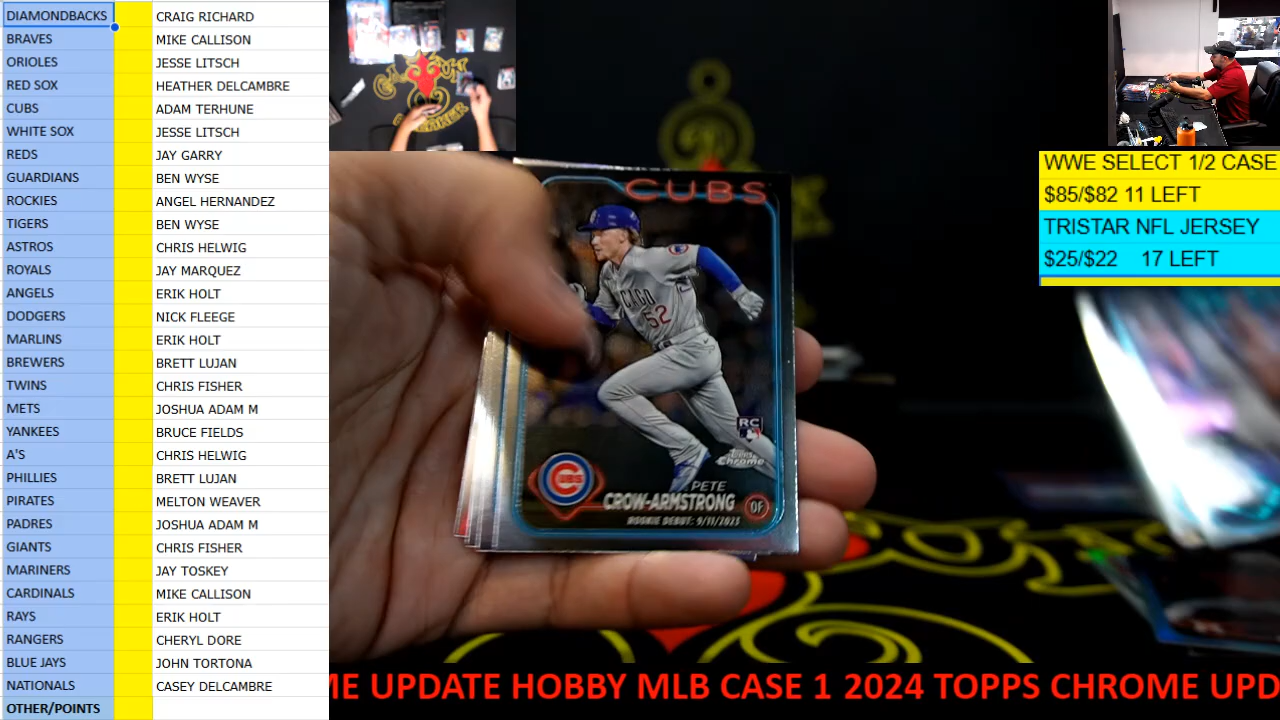 DIAMONDBACKS CRAIG RICHARD
BRAVES MIKE CALLISON
ORIOLES JESSE LITSCH
RED SOX HEATHER DELCAMBRE
CUBS ADAM TERHUNE
WHITE SOX JESSE LITSCH
REDS JAY GARRY
GUARDIANS BEN WYSE
ROCKIES ANGEL HERNANDEZ
TIGERS BEN WYSE
ASTROS CHRIS HELWIG
ROYALS JAY MARQUEZ
ANGELS ERIK HOLT
DODGERS NICK FLEEGE
MARLINS ERIK HOLT
BREWERS BRETT LUJAN
TWINS CHRIS FISHER
METS JOSHUA ADAM M
YANKEES BRUCE FIELDS
A'S CHRIS HELWIG
PHILLIES BRETT LUJAN
PIRATES MELTON WEAVER
PADRES JOSHUA ADAM M
GIANTS CHRIS FISHER
MARINERS JAY TOSKEY
CARDINALS MIKE CALLISON
RAYS ERIK HOLT
RANGERS CHERYL DORE
BLUE JAYS JOHN TORTONA
NATIONALS CASEY DELCAMBRE
OTHER/POINTS
WWE SELECT 1/2 CASE
$85/$82 11 LEFT
TRISTAR NFL JERSEY
$25/$22 17 LEFT
CUBS
52
RC
Topps Chrome
CUBS
PETE
CROW-ARMSTRONG
OF
ROOKIE DEBUT: 9/11/2023
ME UPDATE HOBBY MLB CASE 1 2024 TOPPS CHROME UPD